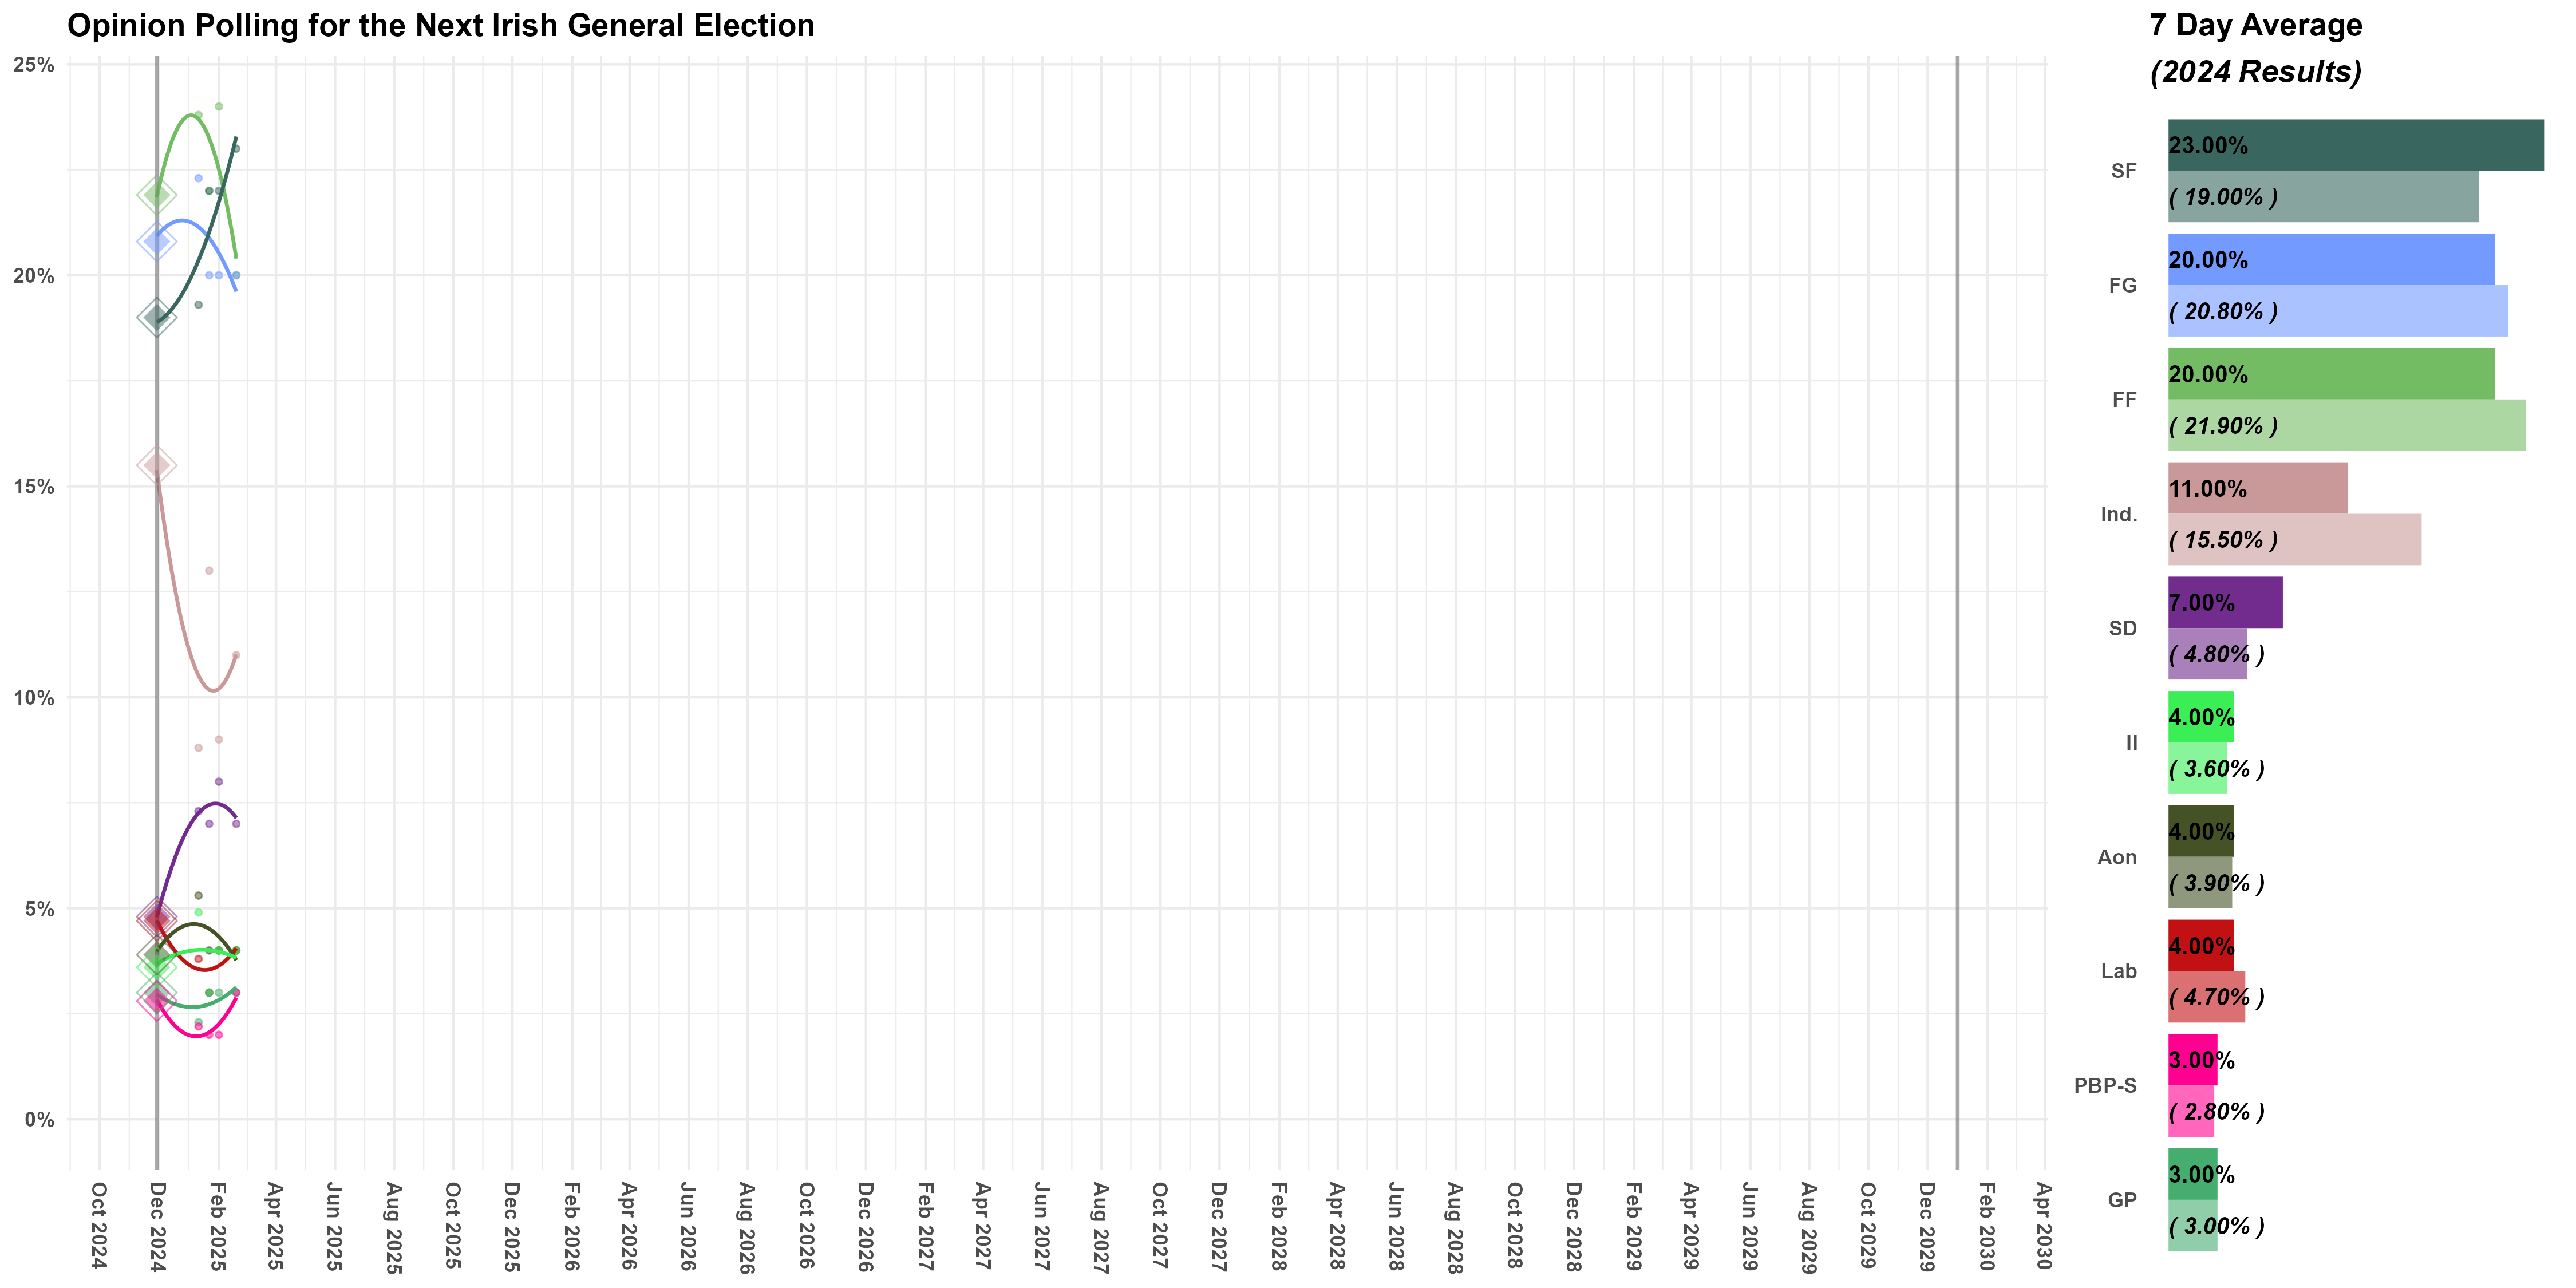 Opinion Polling for the Next Irish General Election
25%
20%
15%
10%
5%
0%
Oct 2024
Dec 2024
Feb 2025
Apr 2025
Jun 2025
Aug 2025
Oct 2025
Dec 2025
Feb 2026
Apr 2026
Jun 2026
Aug 2026
Oct 2026
Dec 2026
Feb 2027
Apr 2027
Jun 2027
Aug 2027
Oct 2027
Dec 2027
Feb 2028
Apr 2028
Jun 2028
Aug 2028
Oct 2028
Dec 2028
Feb 2029
Apr 2029
Jun 2029
Aug 2029
Oct 2029
Dec 2029
Feb 2030
Apr 2030
7 Day Average
(2024 Results)
SF
23.00%
( 19.00% )
FG
20.00%
( 20.80% )
FF
20.00%
( 21.90% )
Ind.
11.00%
( 15.50% )
SD
7.00%
( 4.80% )
II
4.00%
( 3.60% )
Aon
4.00%
( 3.90% )
Lab
4.00%
( 4.70% )
PBP-S
3.00%
( 2.80% )
GP
3.00%
( 3.00% )